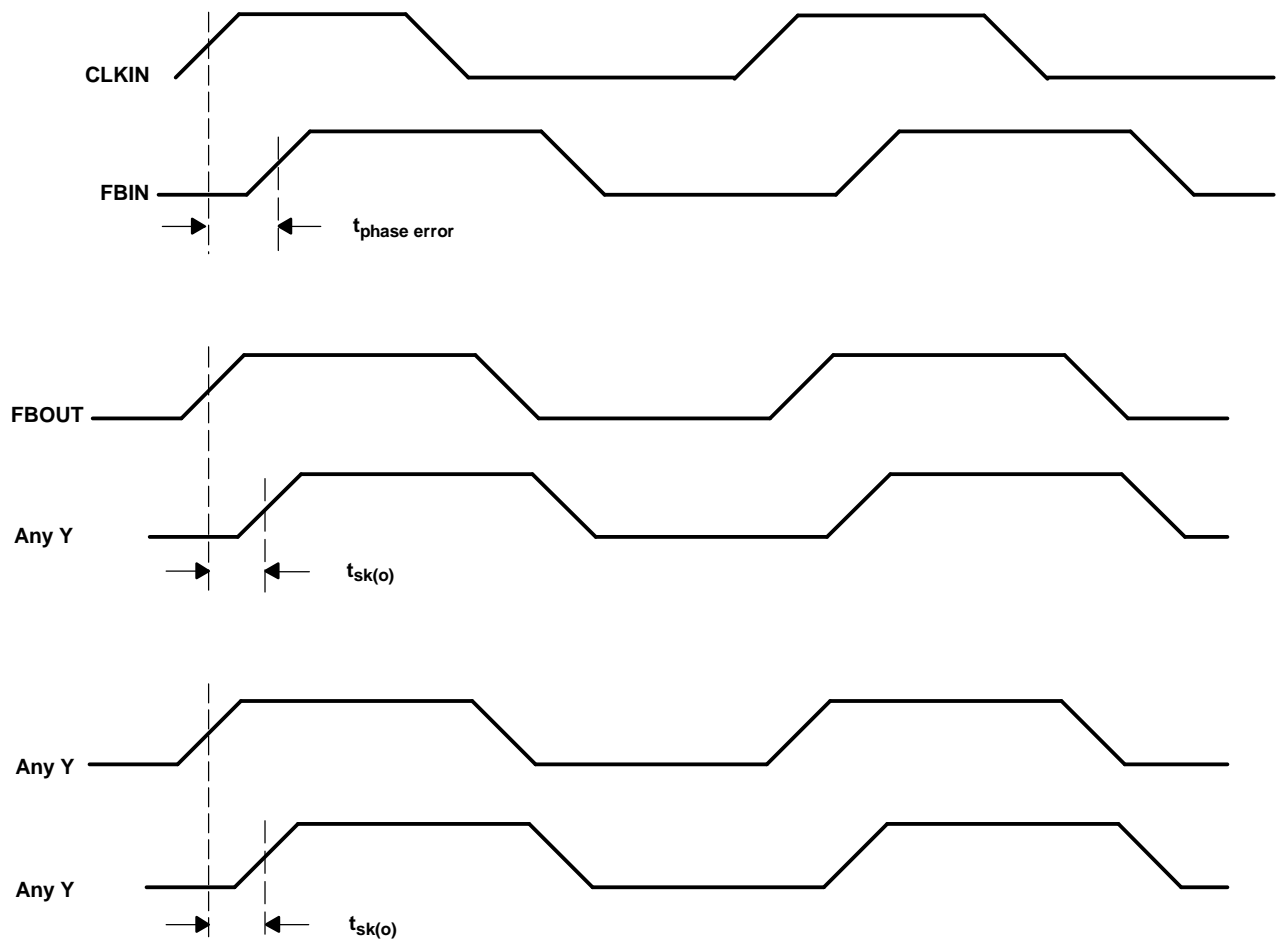 CLKIN
FBIN
tphase error
FBOUT
Any Y
tsk(o)
Any Y
Any Y
tsk(o)